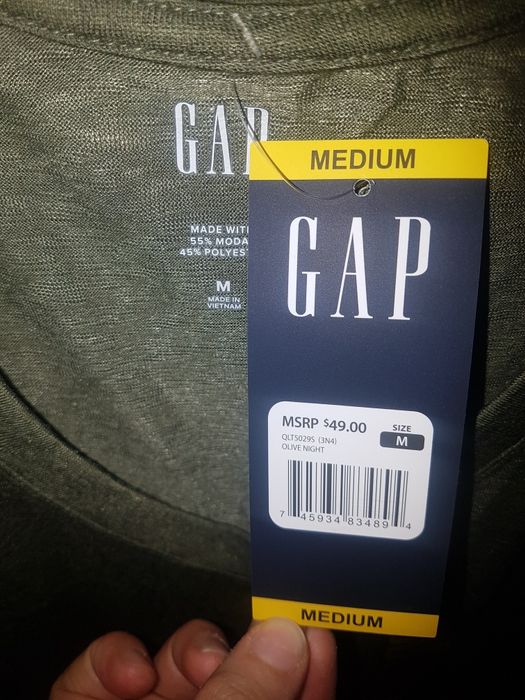 GAP
MADE WITH
55% MODA
45% POLYES
M
MADE IN
VIETNAM
MEDIUM
GAP
MSRP $49.00
SIZE
M
QLTS029S (3N4)
OLIVE NIGHT
7 45934 83489 4
MEDIUM